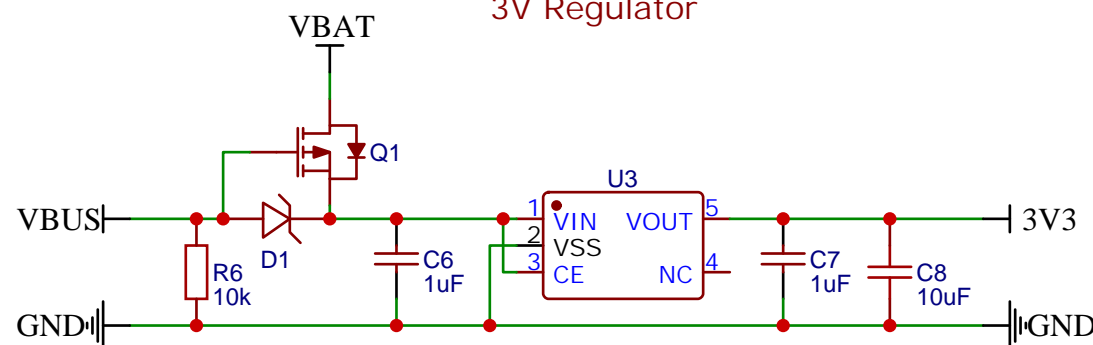 3V Regulator
VBAT
Q1
U3
VBUS
D1
R6
10k
C6
1uF
1
VIN
2
VSS
3
CE
VOUT
5
NC
4
C7
1uF
C8
10uF
3V3
GND
GND